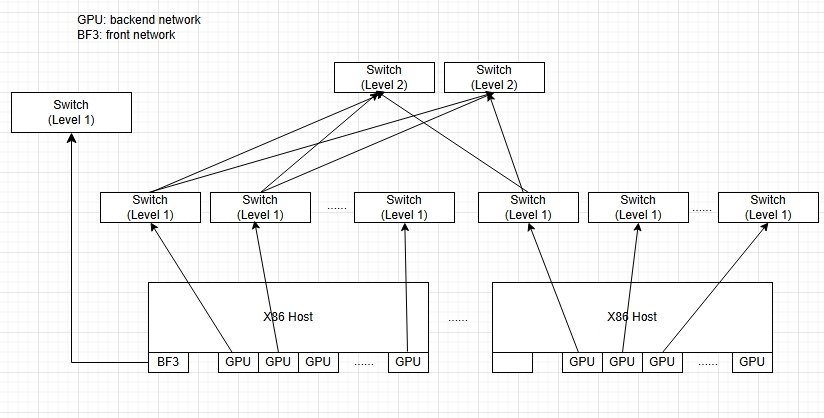 GPU: backend network
BF3: front network
Switch
(Level 2)
Switch
(Level 2)
Switch
(Level 1)
Switch
(Level 1)
Switch
(Level 1)
......
Switch
(Level 1)
Switch
(Level 1)
Switch
(Level 1)
......
Switch
(Level 1)
X86 Host
......
X86 Host
BF3
GPU
GPU
GPU
......
GPU
GPU
GPU
GPU
......
GPU